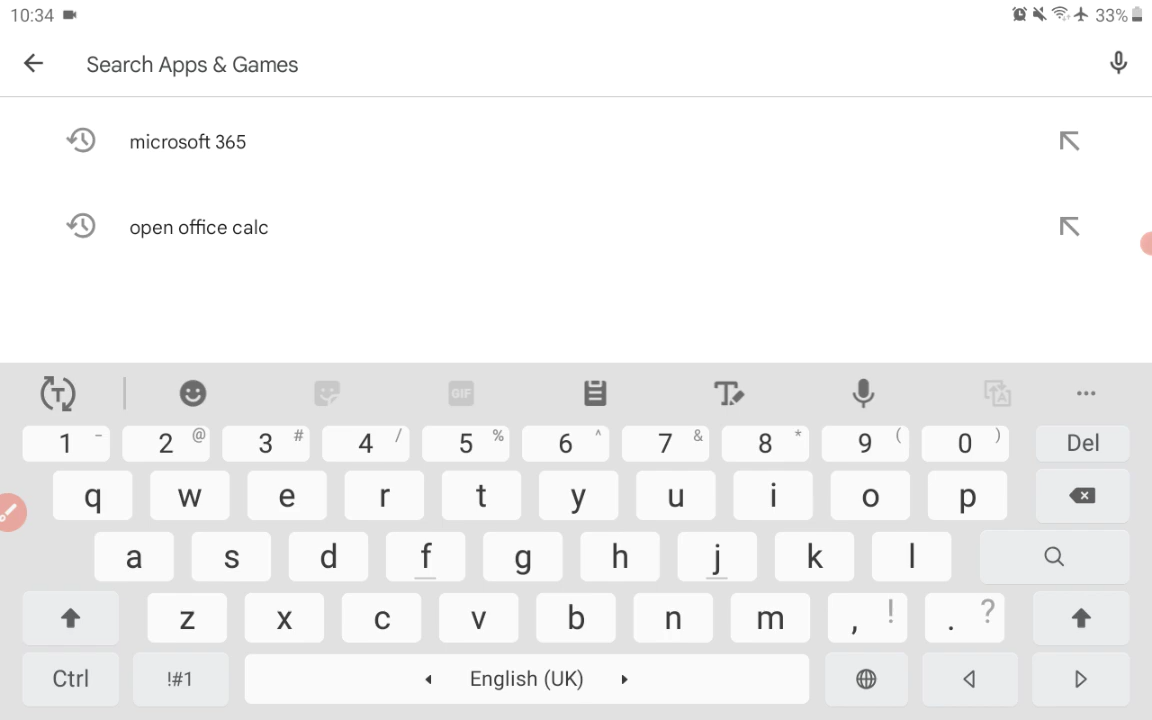 10:34 33%
Search Apps & Games
microsoft 365
open office calc
T GIF T A ...
1 - 2 @ 3 # 4 / 5 % 6 ^ 7 & 8 * 9 ( 0 ) Del
q w e r t y u i o p
a s d f g h j k l
z x c v b n m , ! . ?
Ctrl !#1 English (UK)